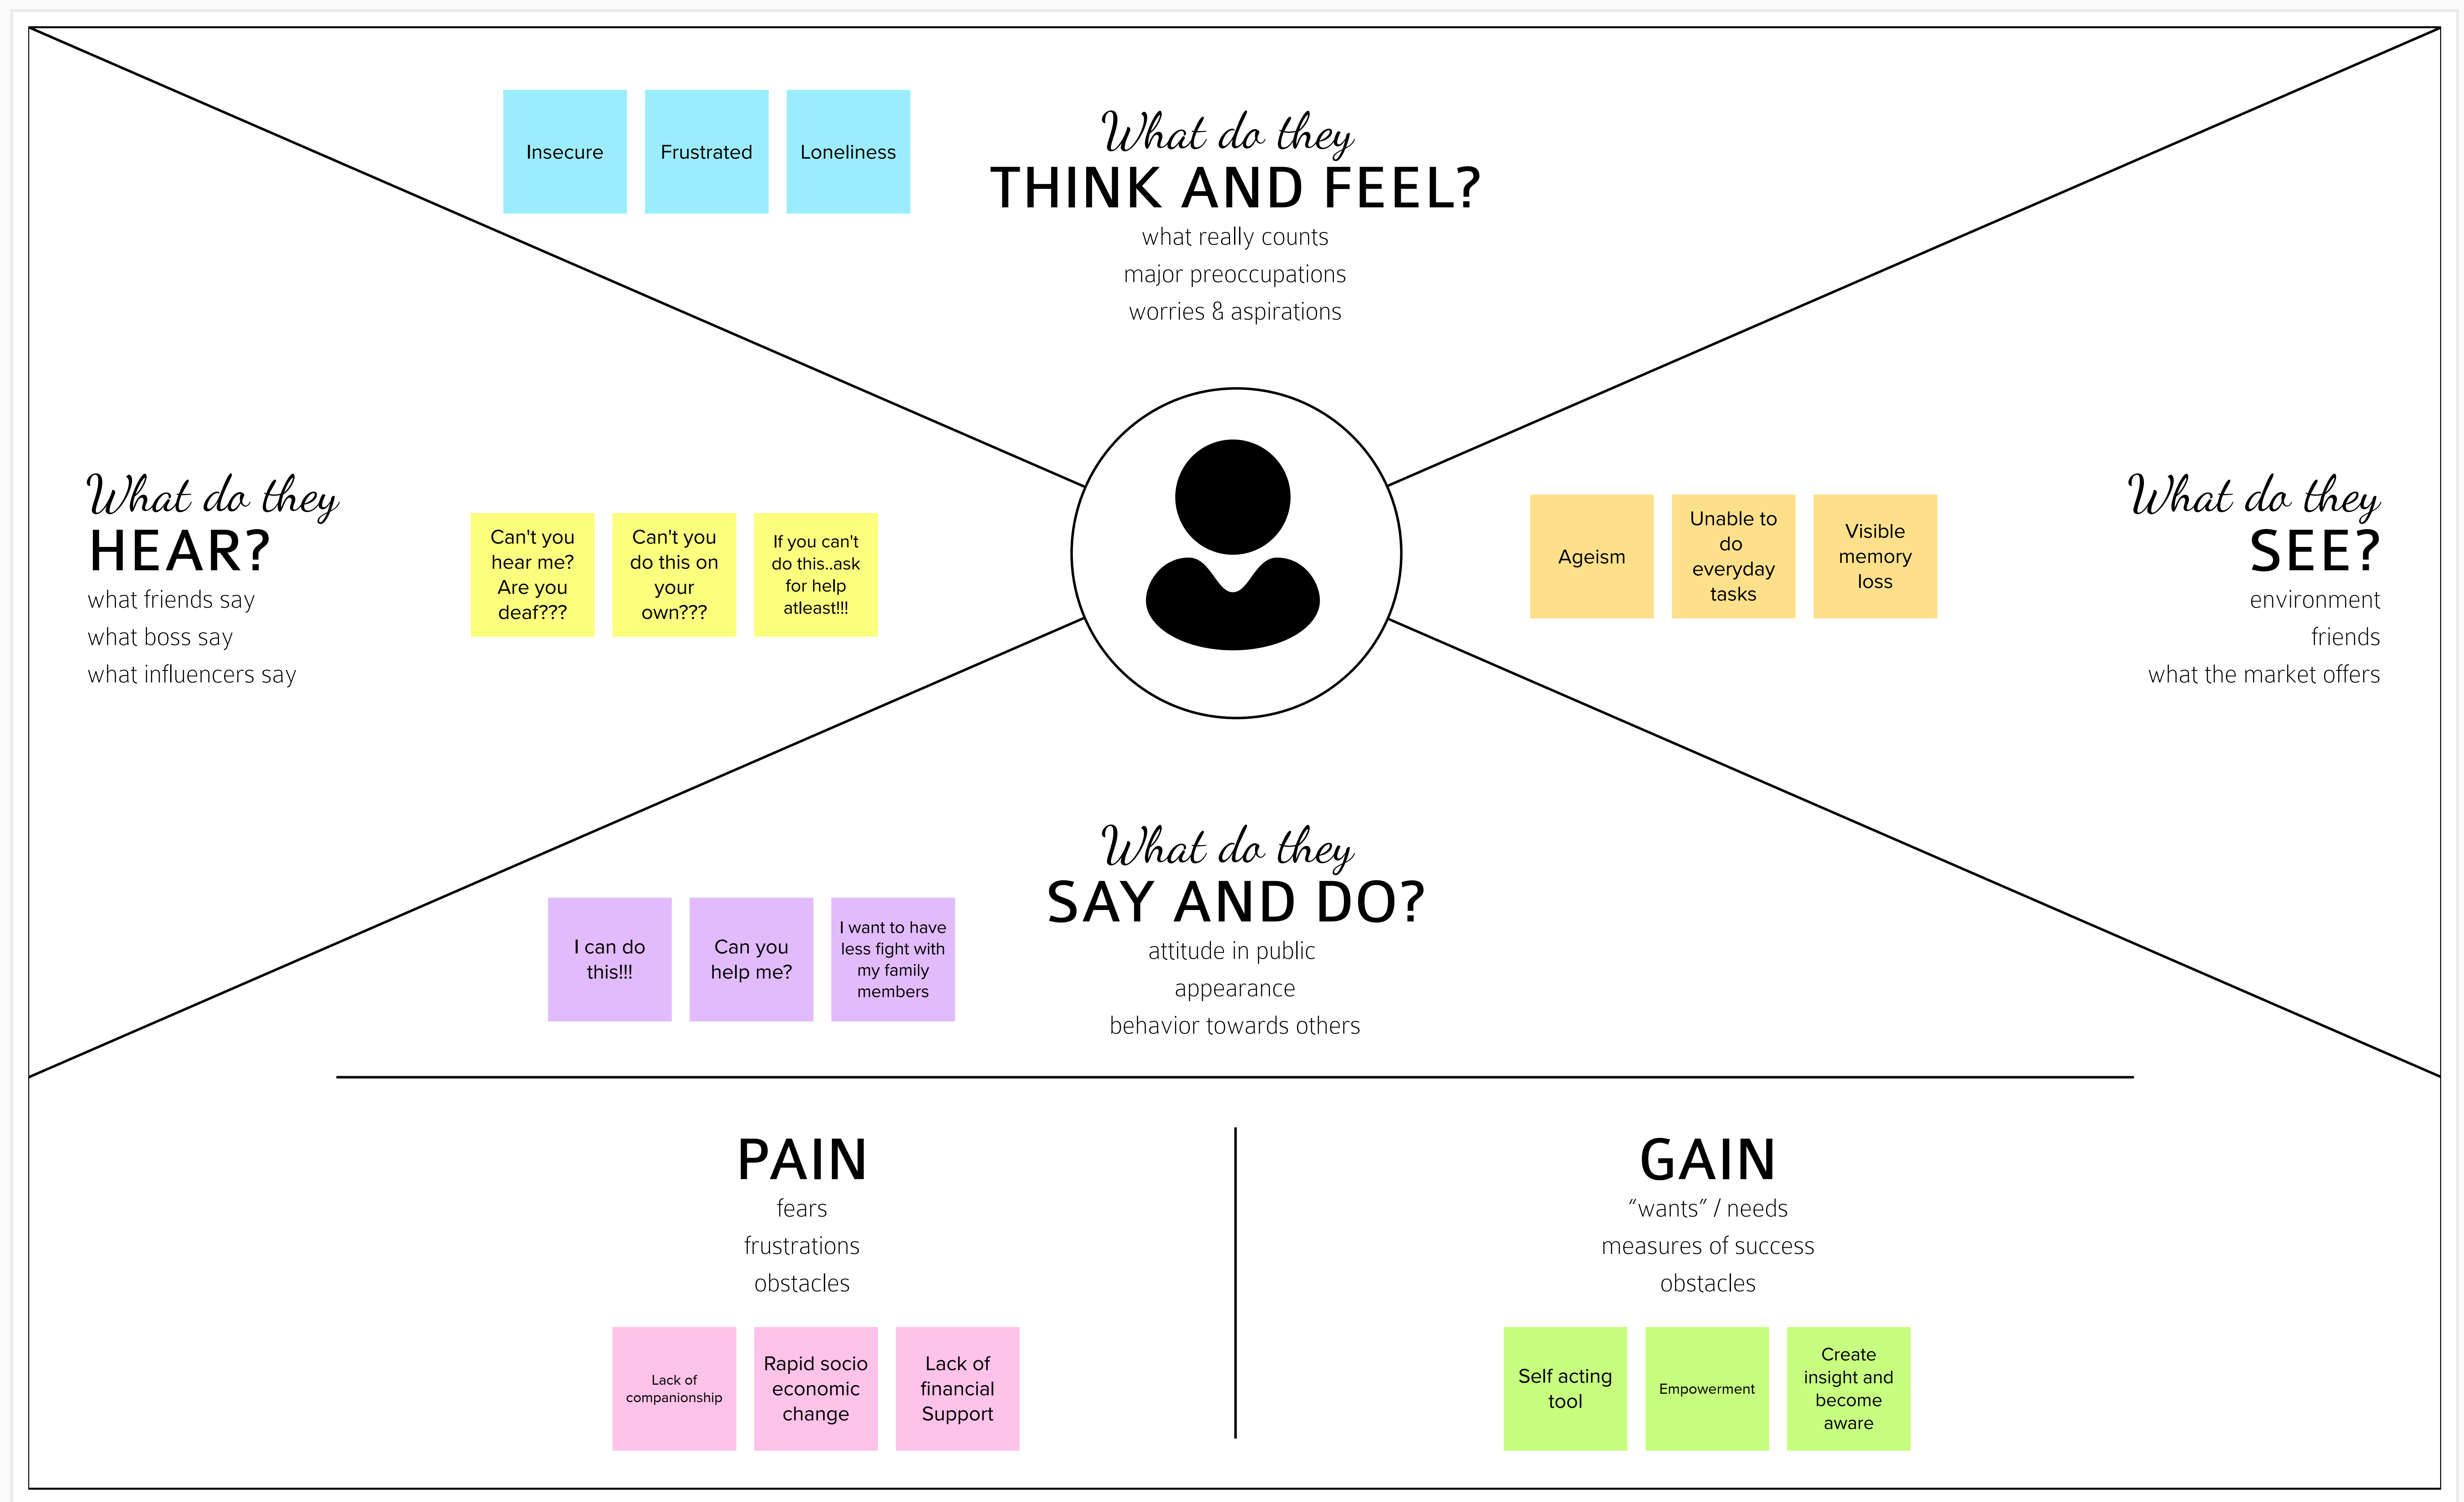 Insecure
Frustrated
Loneliness
What do they
THINK AND FEEL?
what really counts
major preoccupations
worries & aspirations
What do they
HEAR?
what friends say
what boss say
what influencers say
Can't you
hear me?
Are you
deaf???
Can't you
do this on
your
own???
If you can't
do this..ask
for help
atleast!!!
Ageism
Unable to
do
everyday
tasks
Visible
memory
loss
What do they
SEE?
environment
friends
what the market offers
What do they
SAY AND DO?
attitude in public
appearance
behavior towards others
I can do
this!!!
Can you
help me?
I want to have
less fight with
my family
members
PAIN
fears
frustrations
obstacles
Lack of
companionship
Rapid socio
economic
change
Lack of
financial
Support
GAIN
“wants” / needs
measures of success
obstacles
Self acting
tool
Empowerment
Create
insight and
become
aware